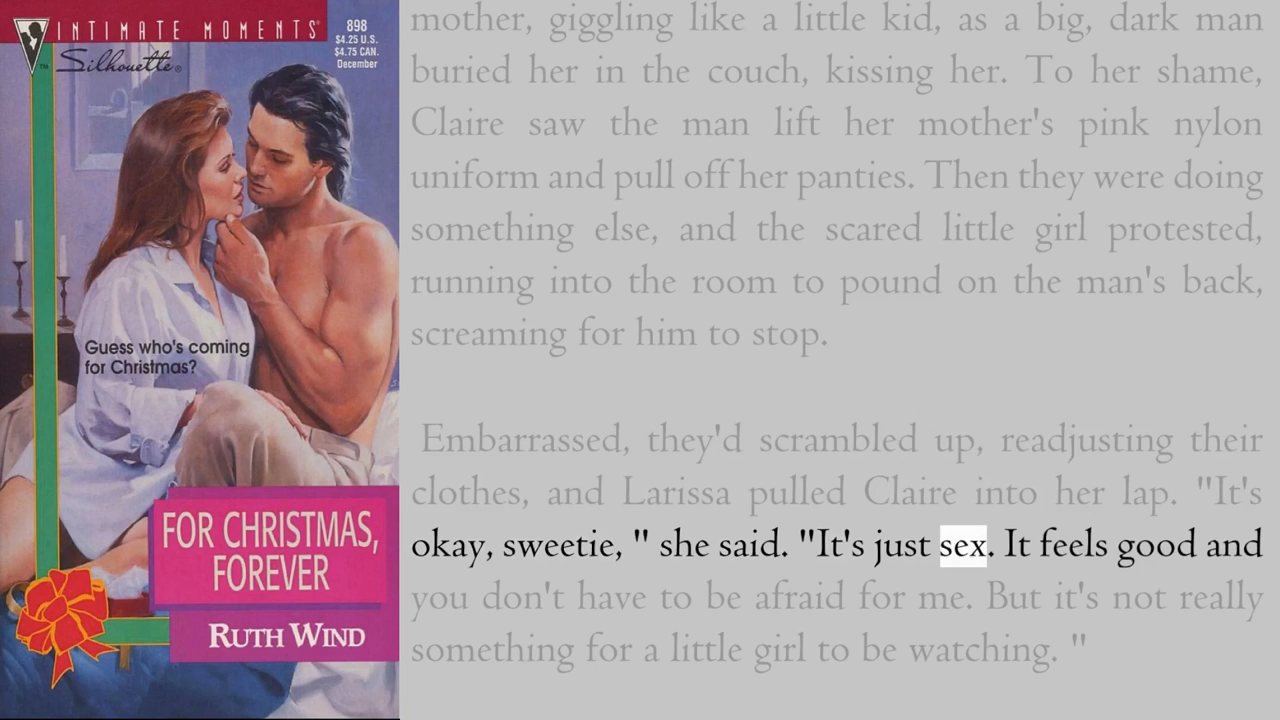 INTIMATE MOMENTS®
™ Silhouette®
898
$4.25 U.S.
$4.75 CAN.
December
Guess who's coming
for Christmas?
FOR CHRISTMAS,
FOREVER
RUTH WIND
mother, giggling like a little kid, as a big, dark man
buried her in the couch, kissing her. To her shame,
Claire saw the man lift her mother's pink nylon
uniform and pull off her panties. Then they were doing
something else, and the scared little girl protested,
running into the room to pound on the man's back,
screaming for him to stop.
Embarrassed, they'd scrambled up, readjusting their
clothes, and Larissa pulled Claire into her lap. "It's
okay, sweetie, " she said. "It's just sex. It feels good and
you don't have to be afraid for me. But it's not really
something for a little girl to be watching. "